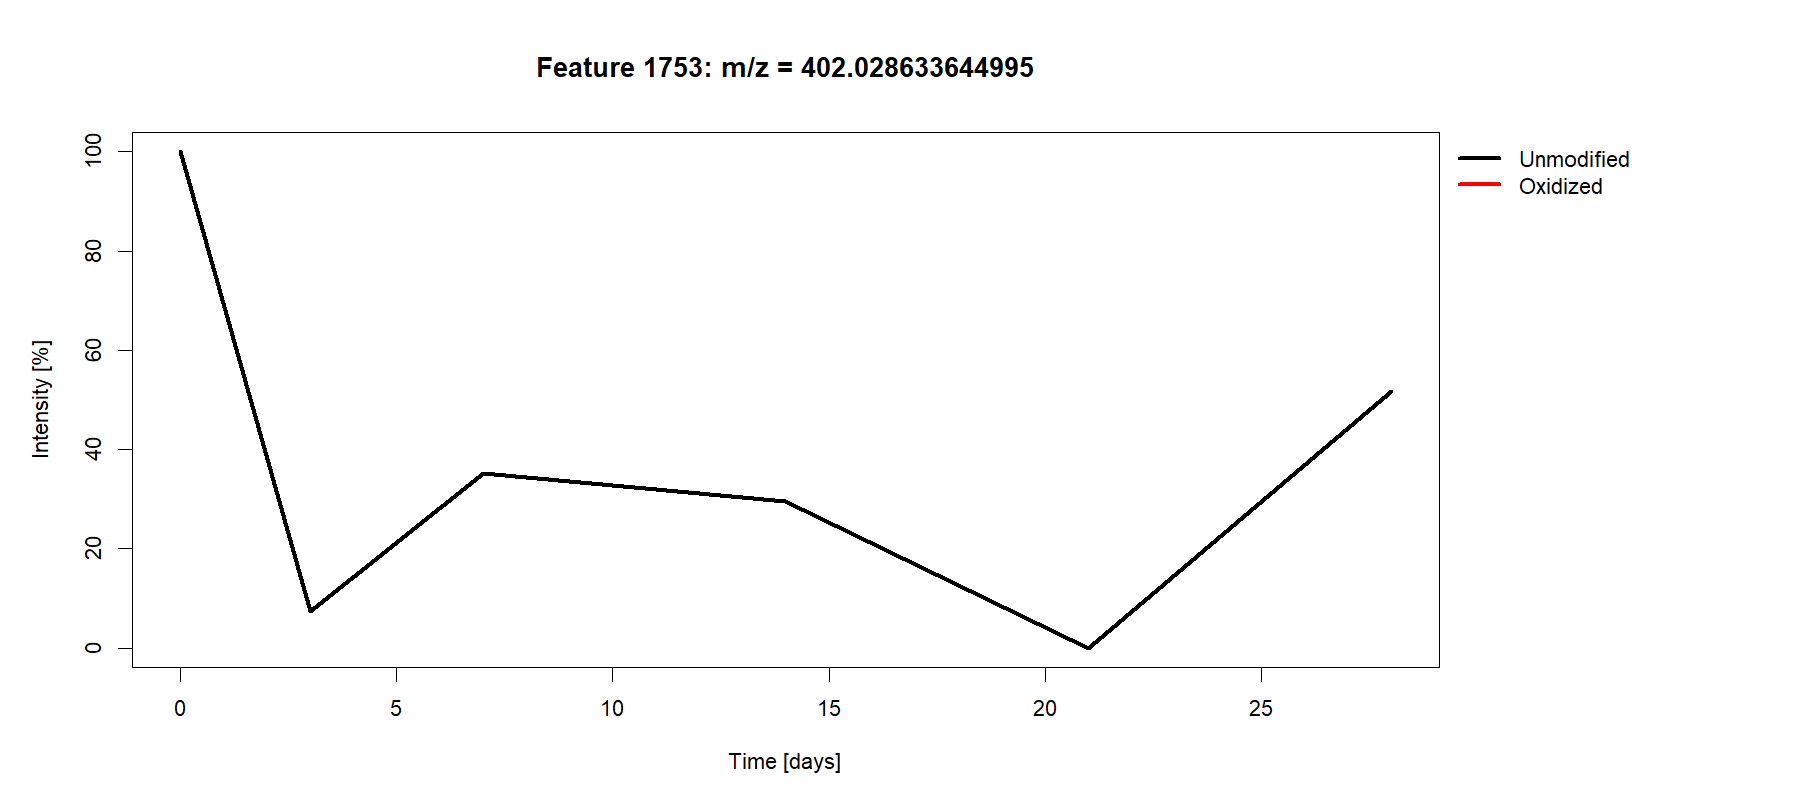 Feature 1753: m/z = 402.028633644995
Unmodified
Oxidized
Intensity [%]
100
80
60
40
20
0
0 5 10 15 20 25
Time [days]